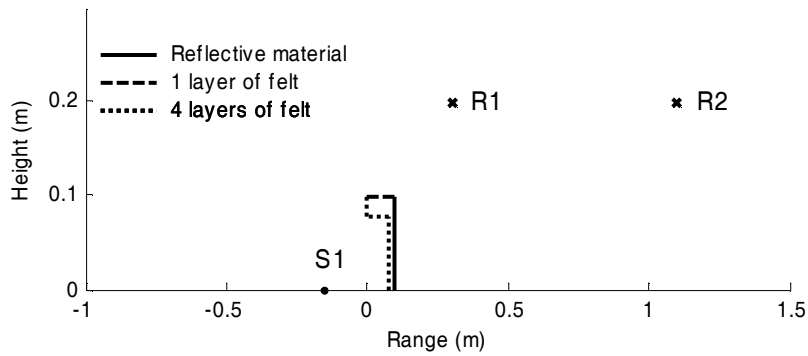 Reflective material
1 layer of felt
4 layers of felt
R1
R2
S1
Height (m)
0.2
0.1
0
-1
-0.5
0
0.5
1
1.5
Range (m)